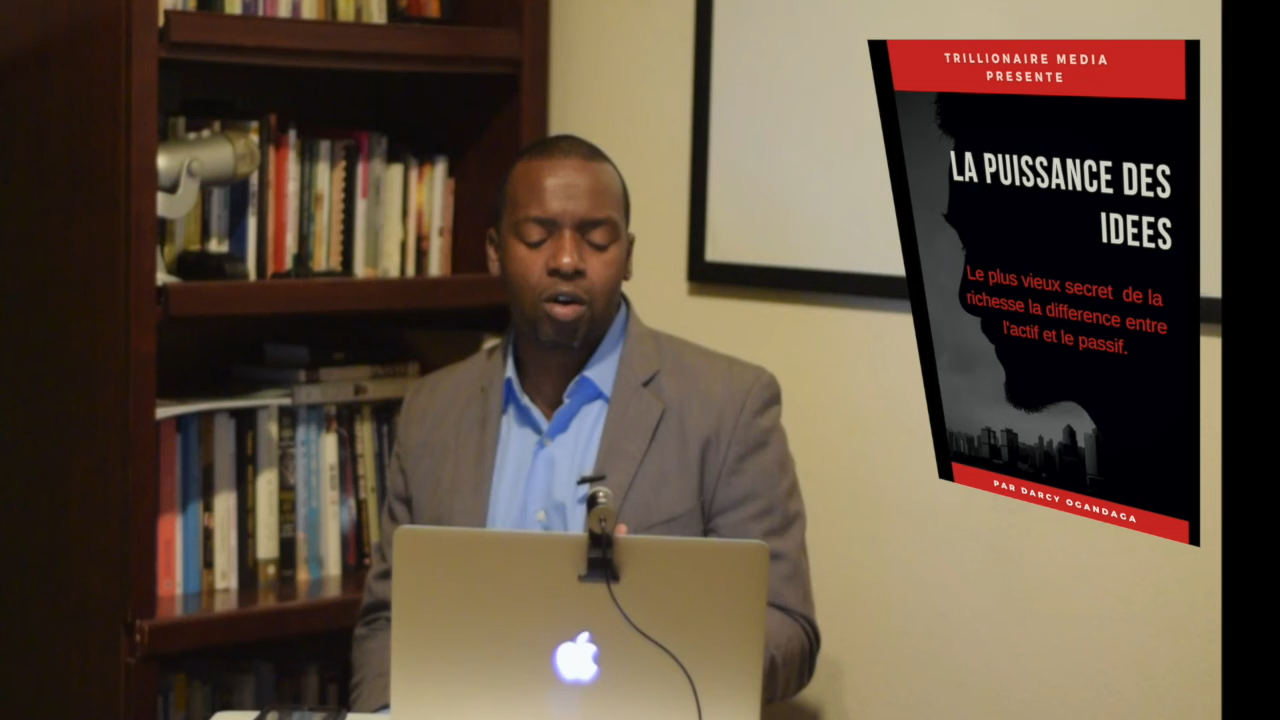 TRILLIONAIRE MEDIA
PRESENTE
LA PUISSANCE DES
IDEES
Le plus vieux secret de la
richesse la difference entre
l'actif et le passif.
PAR DARCY OGANDAGA